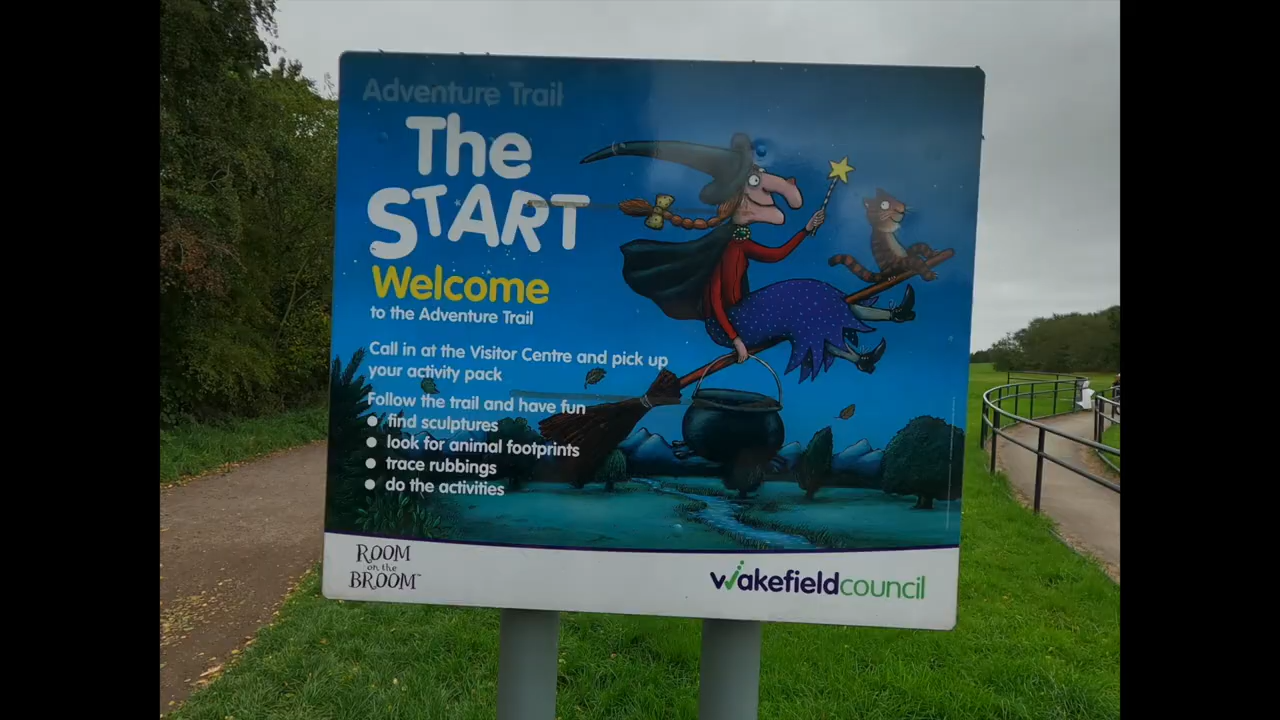 Adventure Trail
The
START
Welcome
to the Adventure Trail
Call in at the Visitor Centre and pick up
your activity pack
Follow the trail and have fun
● find sculptures
● look for animal footprints
● trace rubbings
● do the activities
ROOM
on the
BROOM™
wakefieldcouncil